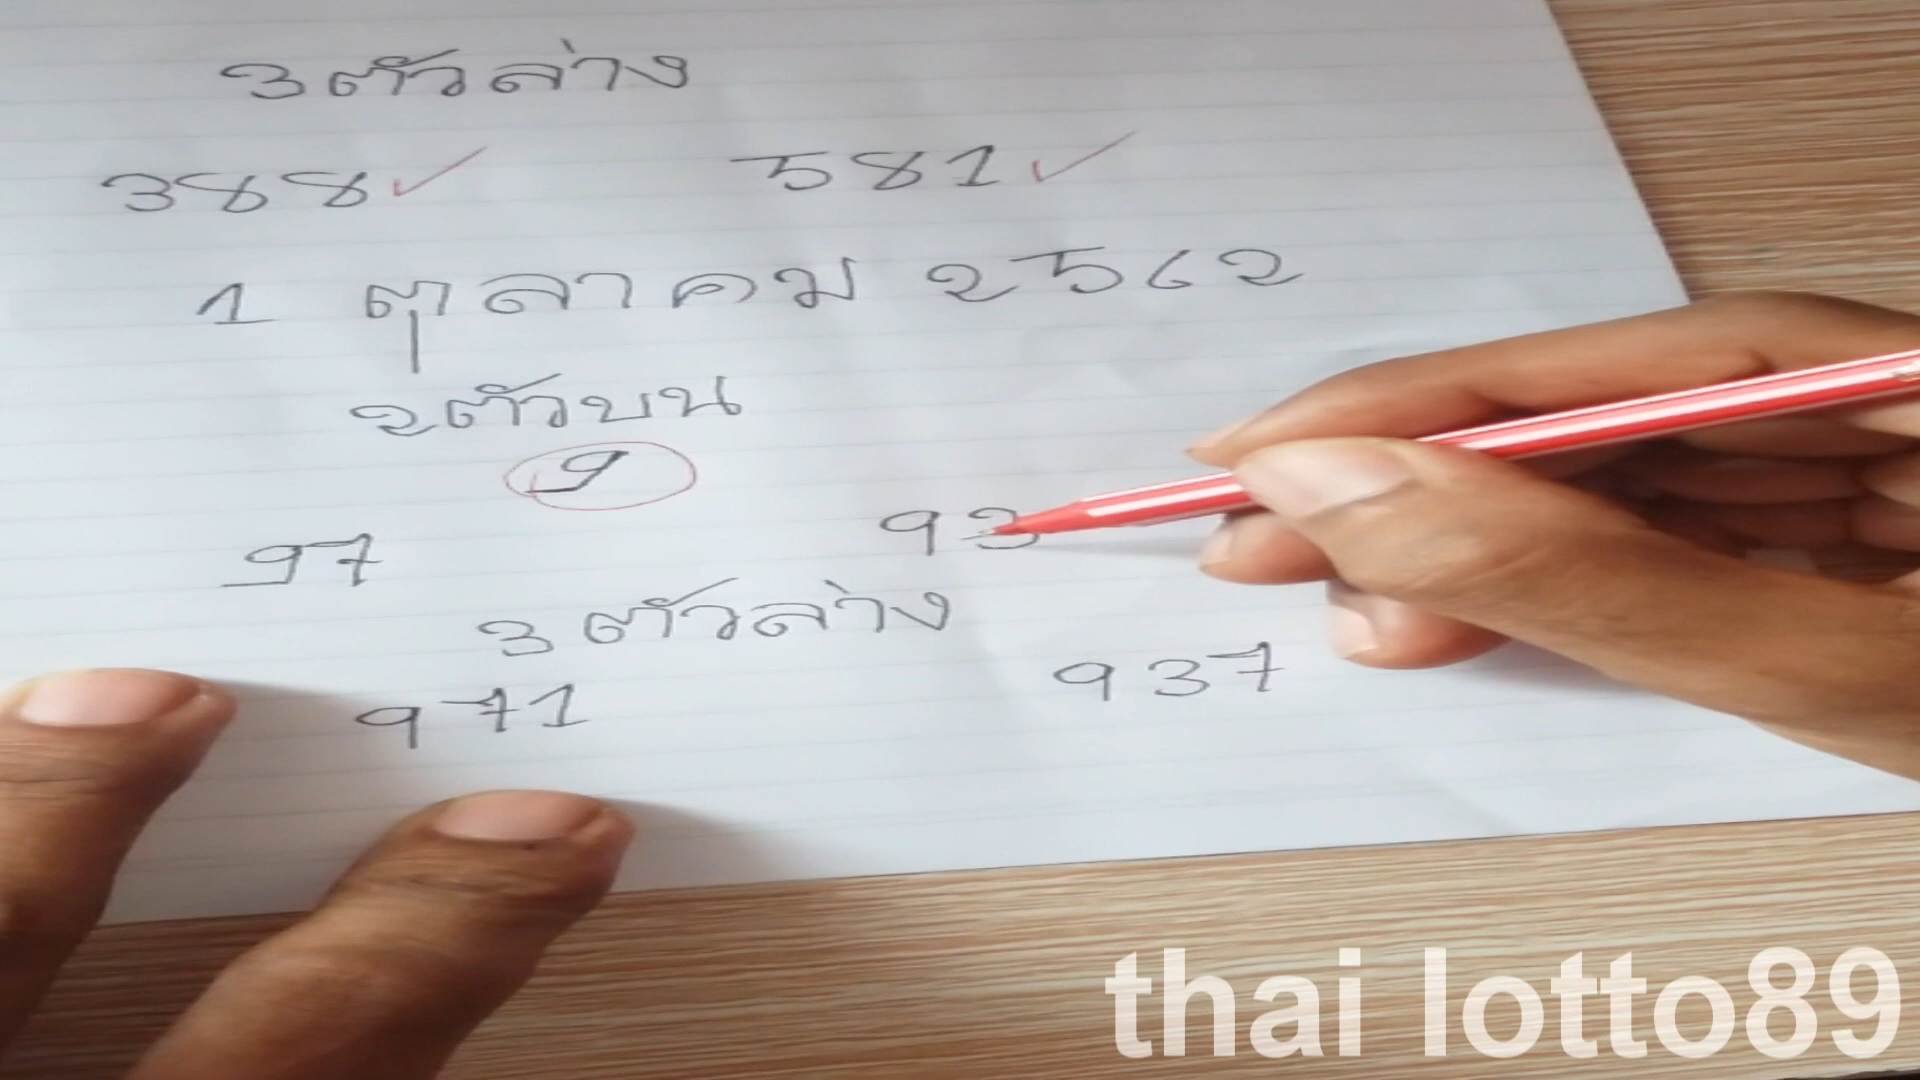 3ตัวล่าง
388 581
1 ตุลาคม 2562
2ตัวบน
9
97 93
3ตัวล่าง
971 937
thai lotto89